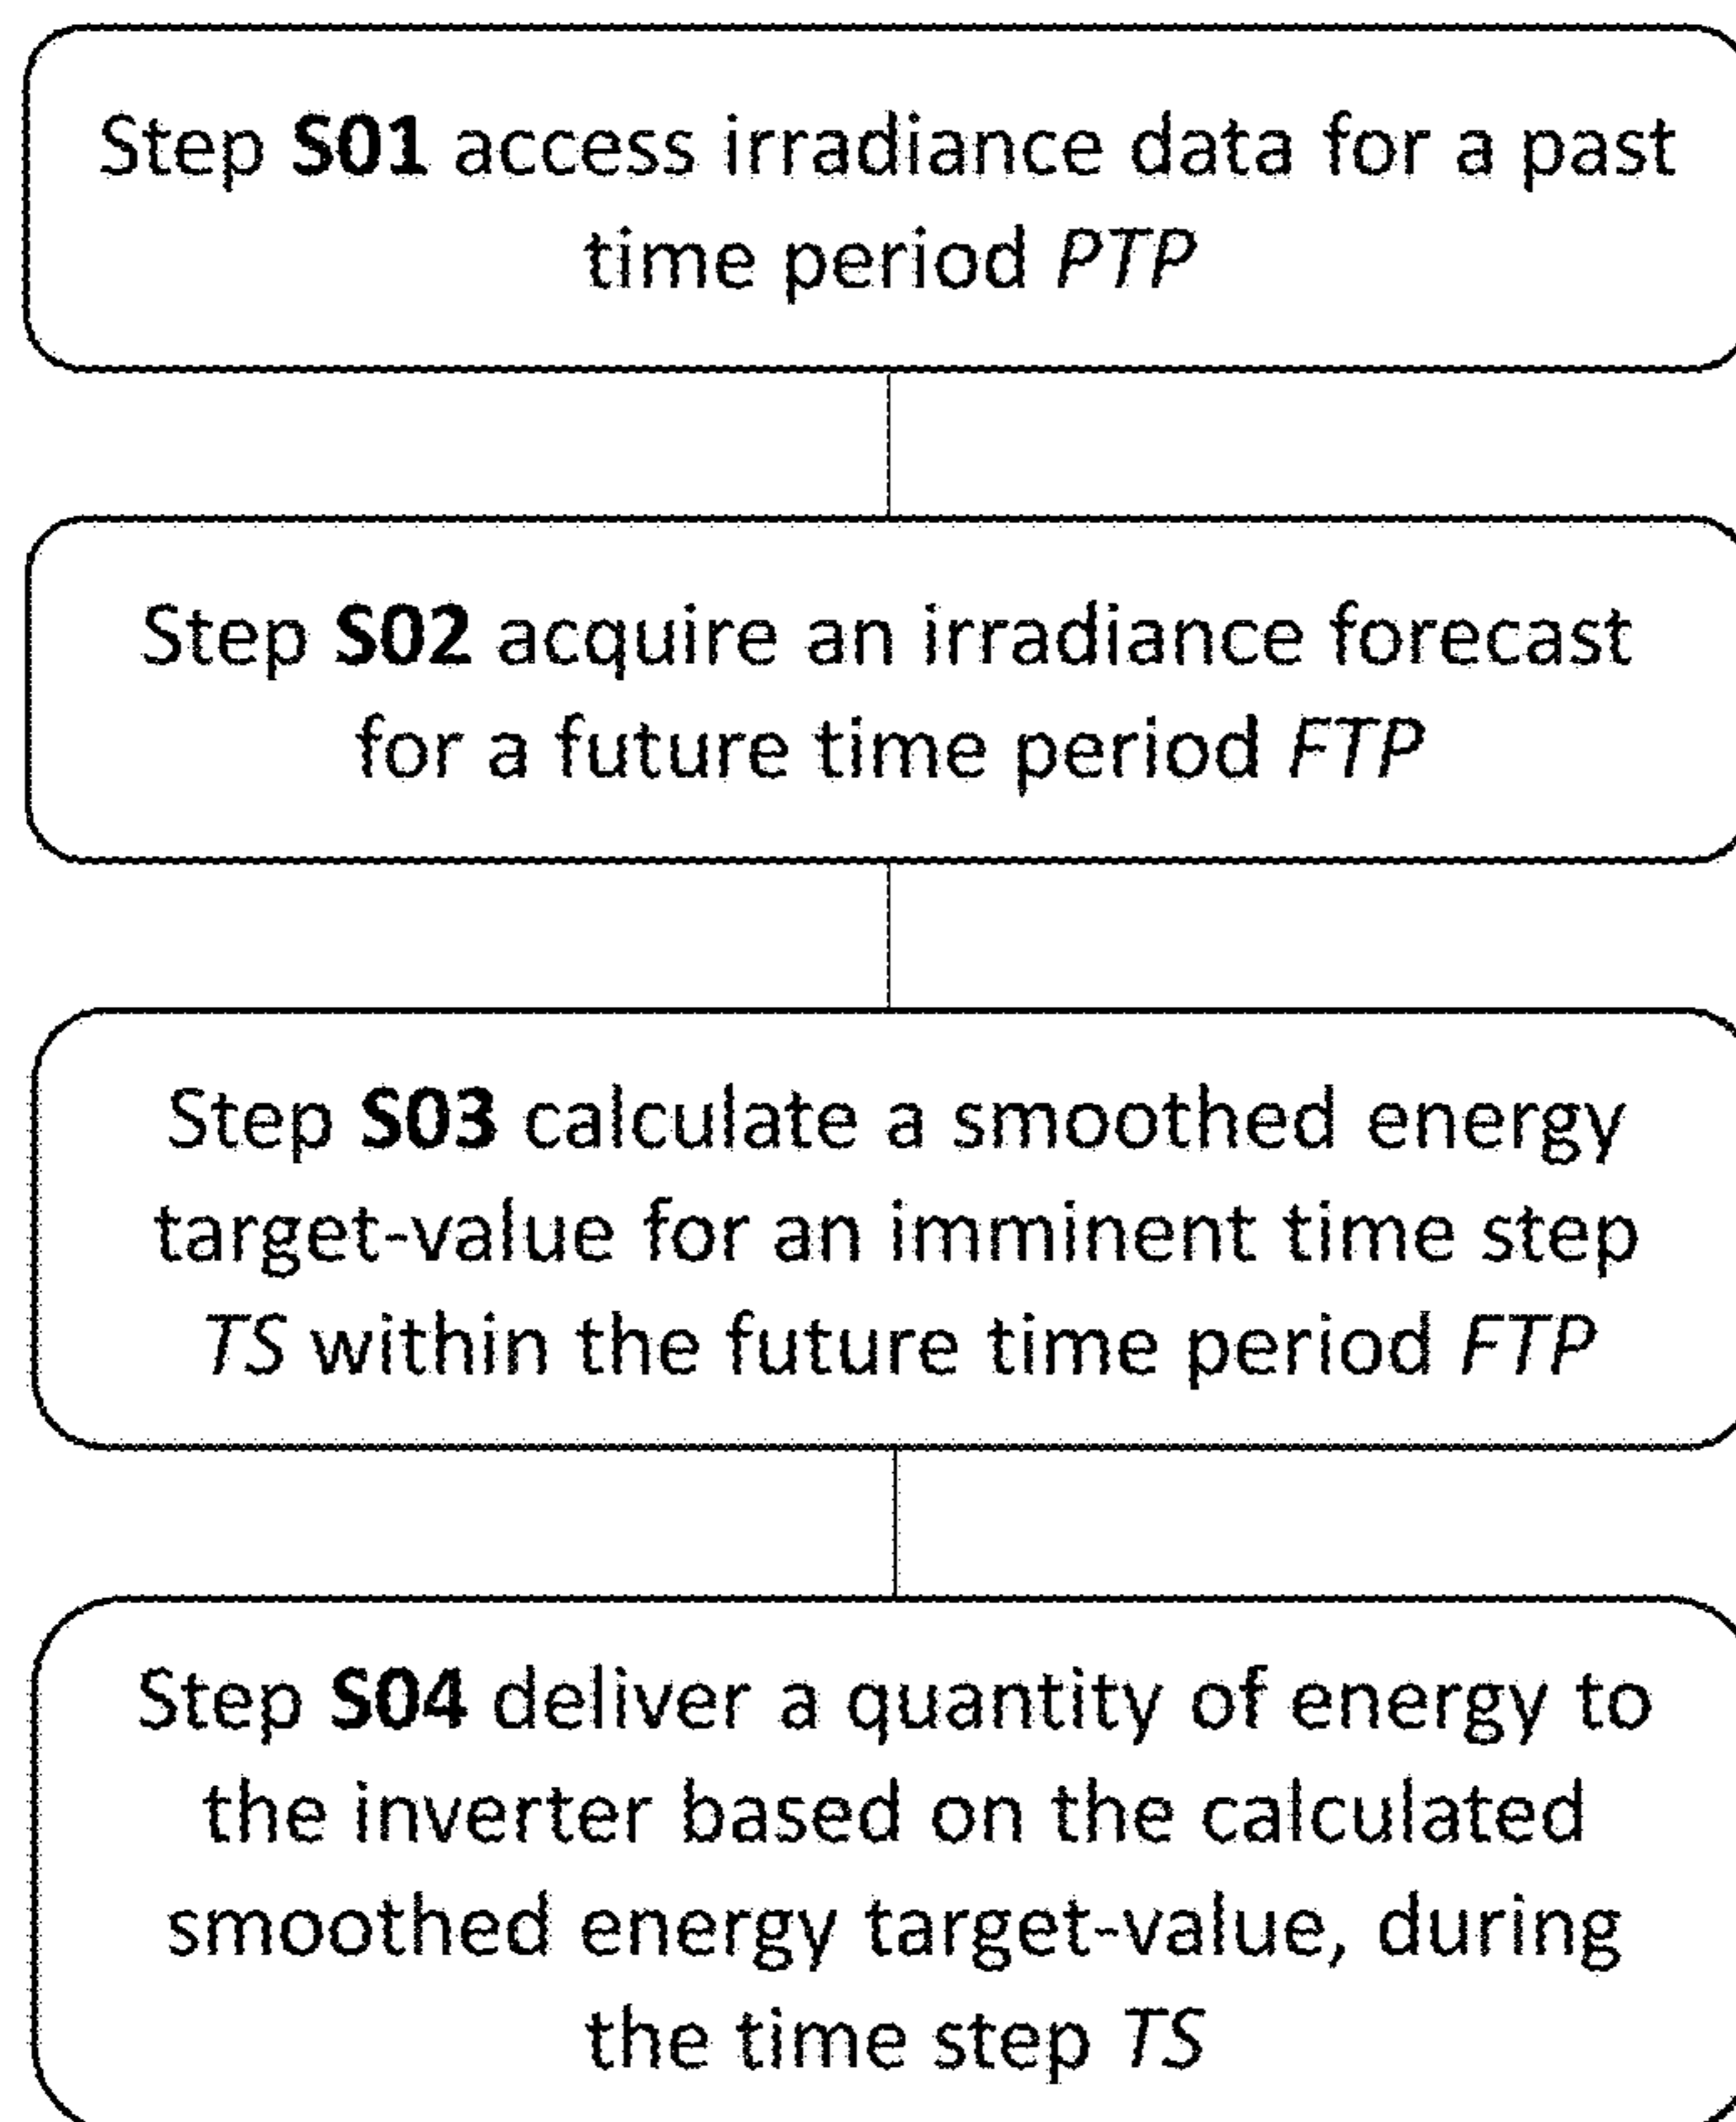 Step S01 access irradiance data for a past
time period PTP
Step S02 acquire an irradiance forecast
for a future time period FTP
Step S03 calculate a smoothed energy
target-value for an imminent time step
TS within the future time period FTP
Step S04 deliver a quantity of energy to
the inverter based on the calculated
smoothed energy target-value, during
the time step TS